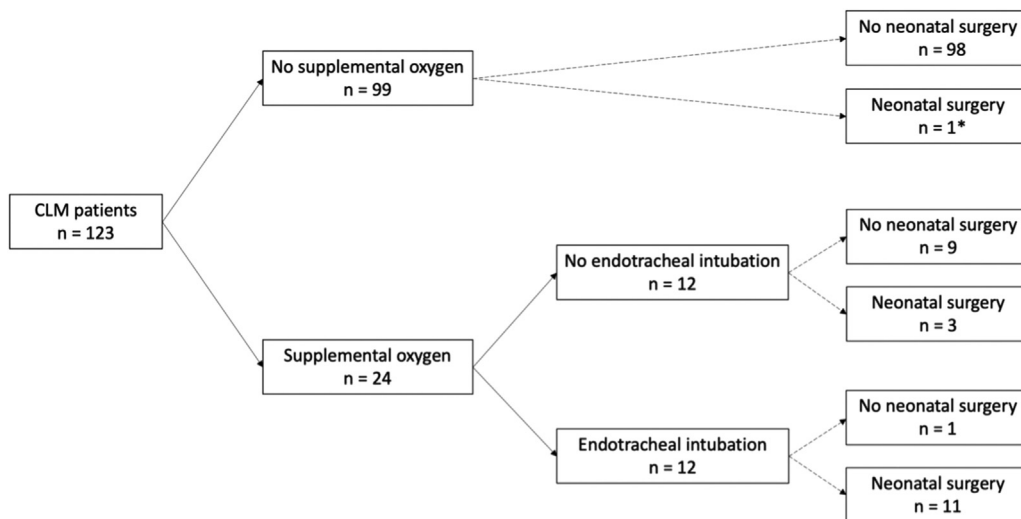 CLM patients
n = 123
No supplemental oxygen
n = 99
Supplemental oxygen
n = 24
No endotracheal intubation
n = 12
Endotracheal intubation
n = 12
No neonatal surgery
n = 98
Neonatal surgery
n = 1*
No neonatal surgery
n = 9
Neonatal surgery
n = 3
No neonatal surgery
n = 1
Neonatal surgery
n = 11